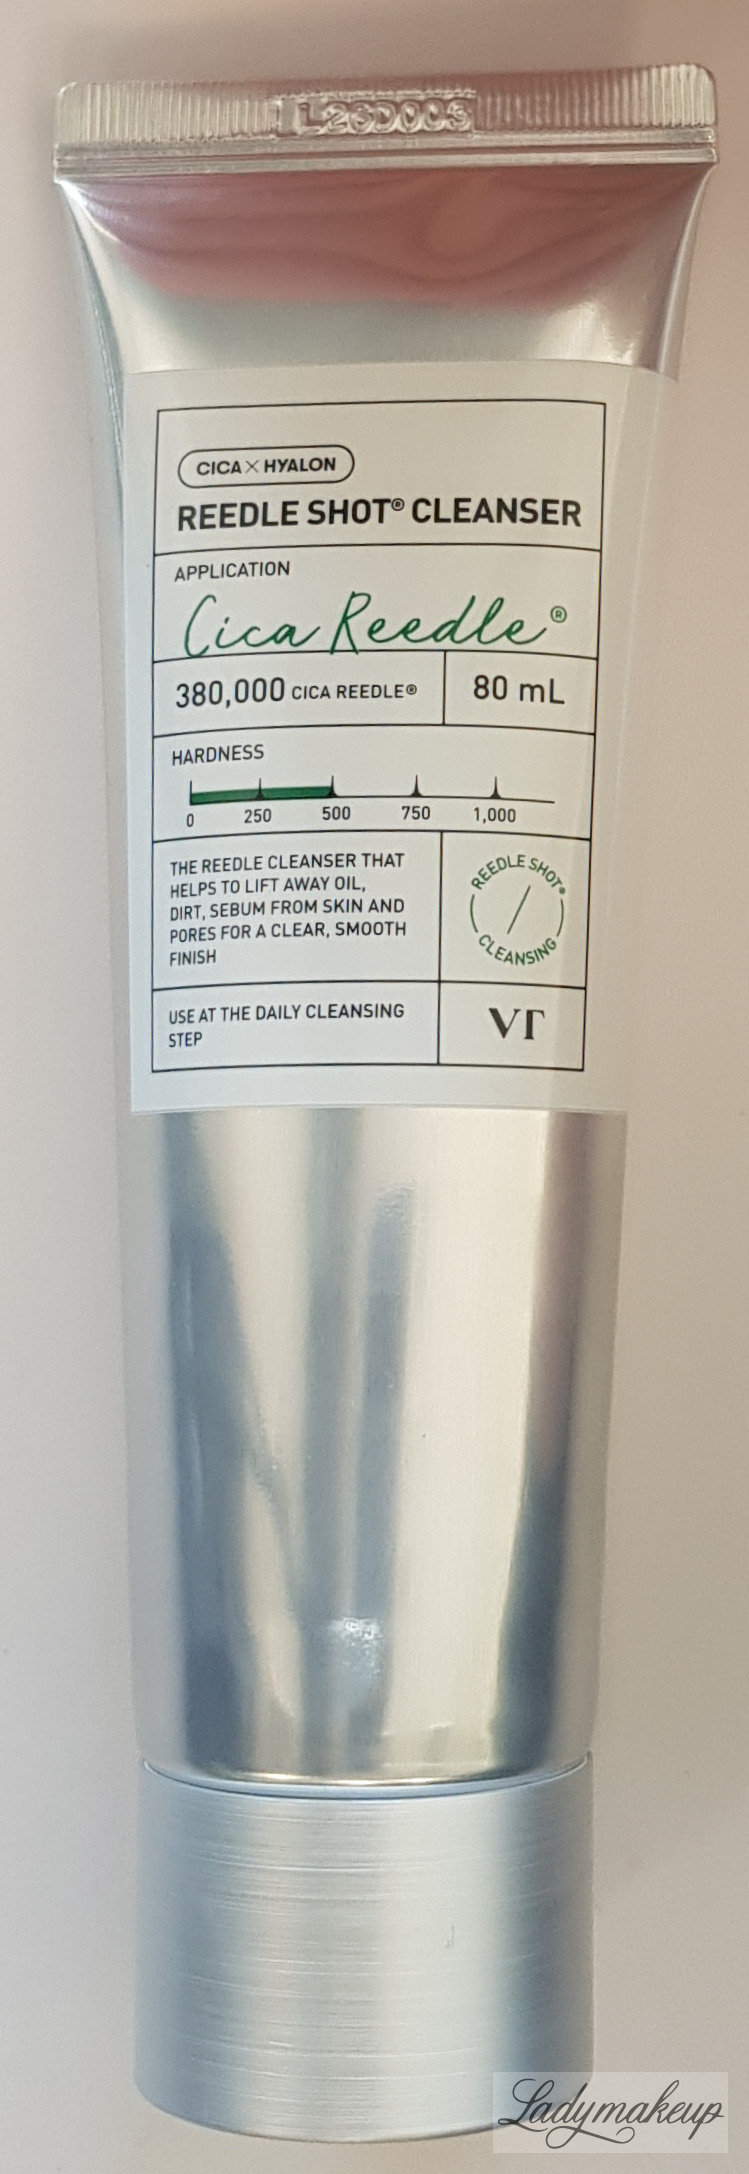 L26D003
CICA×HYALON
REEDLE SHOT® CLEANSER
APPLICATION
Cica Reedle®
380,000 CICA REEDLE®
80 mL
HARDNESS
0 250 500 750 1,000
THE REEDLE CLEANSER THAT
HELPS TO LIFT AWAY OIL,
DIRT, SEBUM FROM SKIN AND
PORES FOR A CLEAR, SMOOTH
FINISH
REEDLE SHOT®
CLEANSING
USE AT THE DAILY CLEANSING
STEP
VT
Ladymakeup